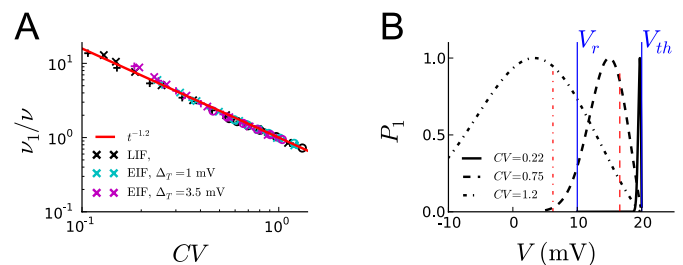 A
ν₁/ν
10¹
10⁰
10⁻¹
t⁻¹·²
LIF,
EIF, Δ_T =1 mV
EIF, Δ_T =3.5 mV
10⁻¹
10⁰
CV
B
V_r
V_th
P₁
1.0
0.5
0.0
CV=0.22
CV=0.75
CV=1.2
-10
0
10
20
V (mV)